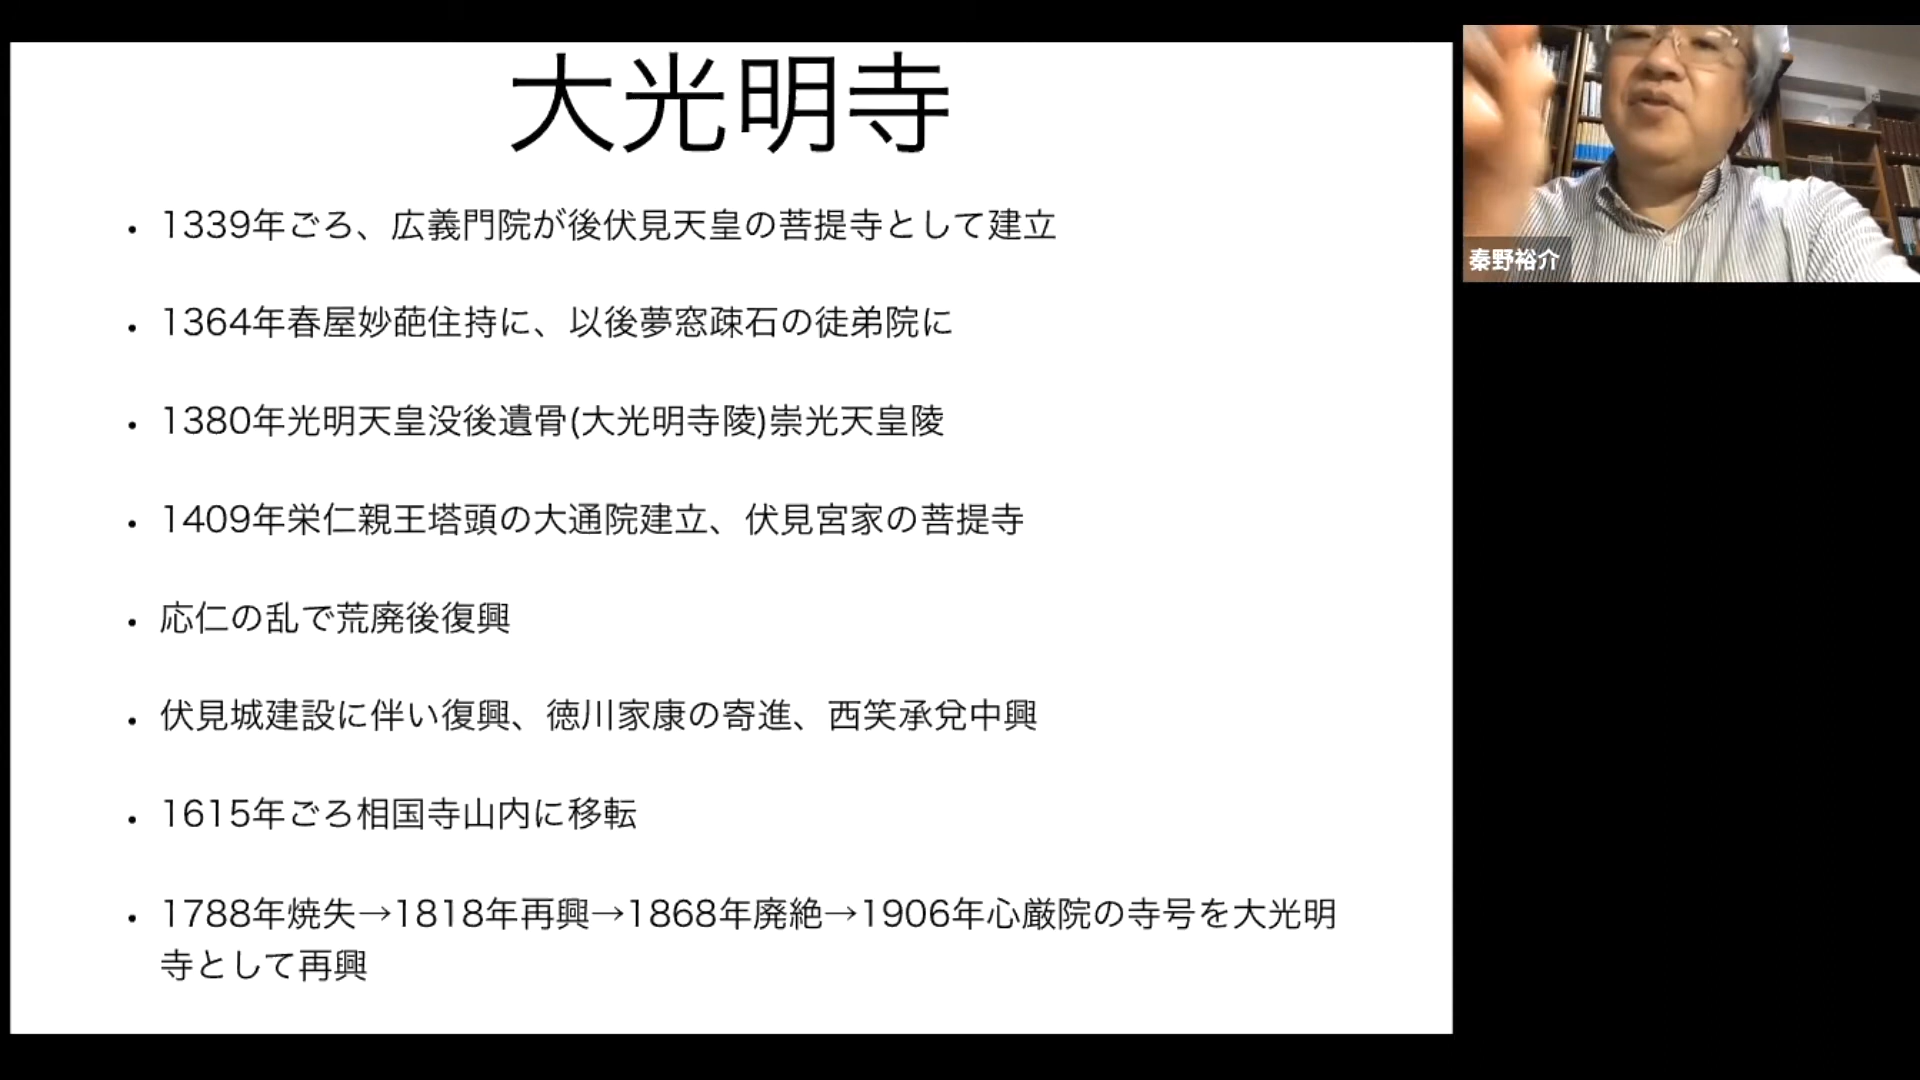 大光明寺
• 1339年ごろ、広義門院が後伏見天皇の菩提寺として建立
• 1364年春屋妙葩住持に、以後夢窓疎石の徒弟院に
• 1380年光明天皇没後遺骨(大光明寺陵)崇光天皇陵
• 1409年栄仁親王塔頭の大通院建立、伏見宮家の菩提寺
• 応仁の乱で荒廃後復興
• 伏見城建設に伴い復興、徳川家康の寄進、西笑承兌中興
• 1615年ごろ相国寺山内に移転
• 1788年焼失→1818年再興→1868年廃絶→1906年心厳院の寺号を大光明
寺として再興
秦野裕介